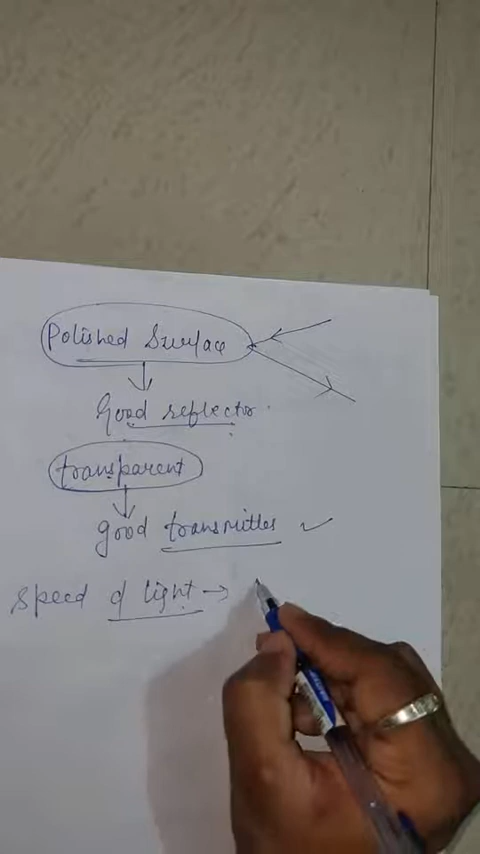 Polished Surface
Good reflector
transparent
good transmitter
speed of light →